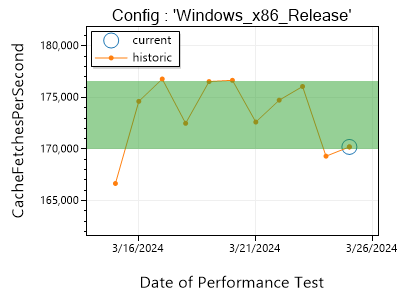 Config : 'Windows_x86_Release'
current
historic
180,000
175,000
170,000
165,000
CacheFetchesPerSecond
3/16/2024
3/21/2024
3/26/2024
Date of Performance Test